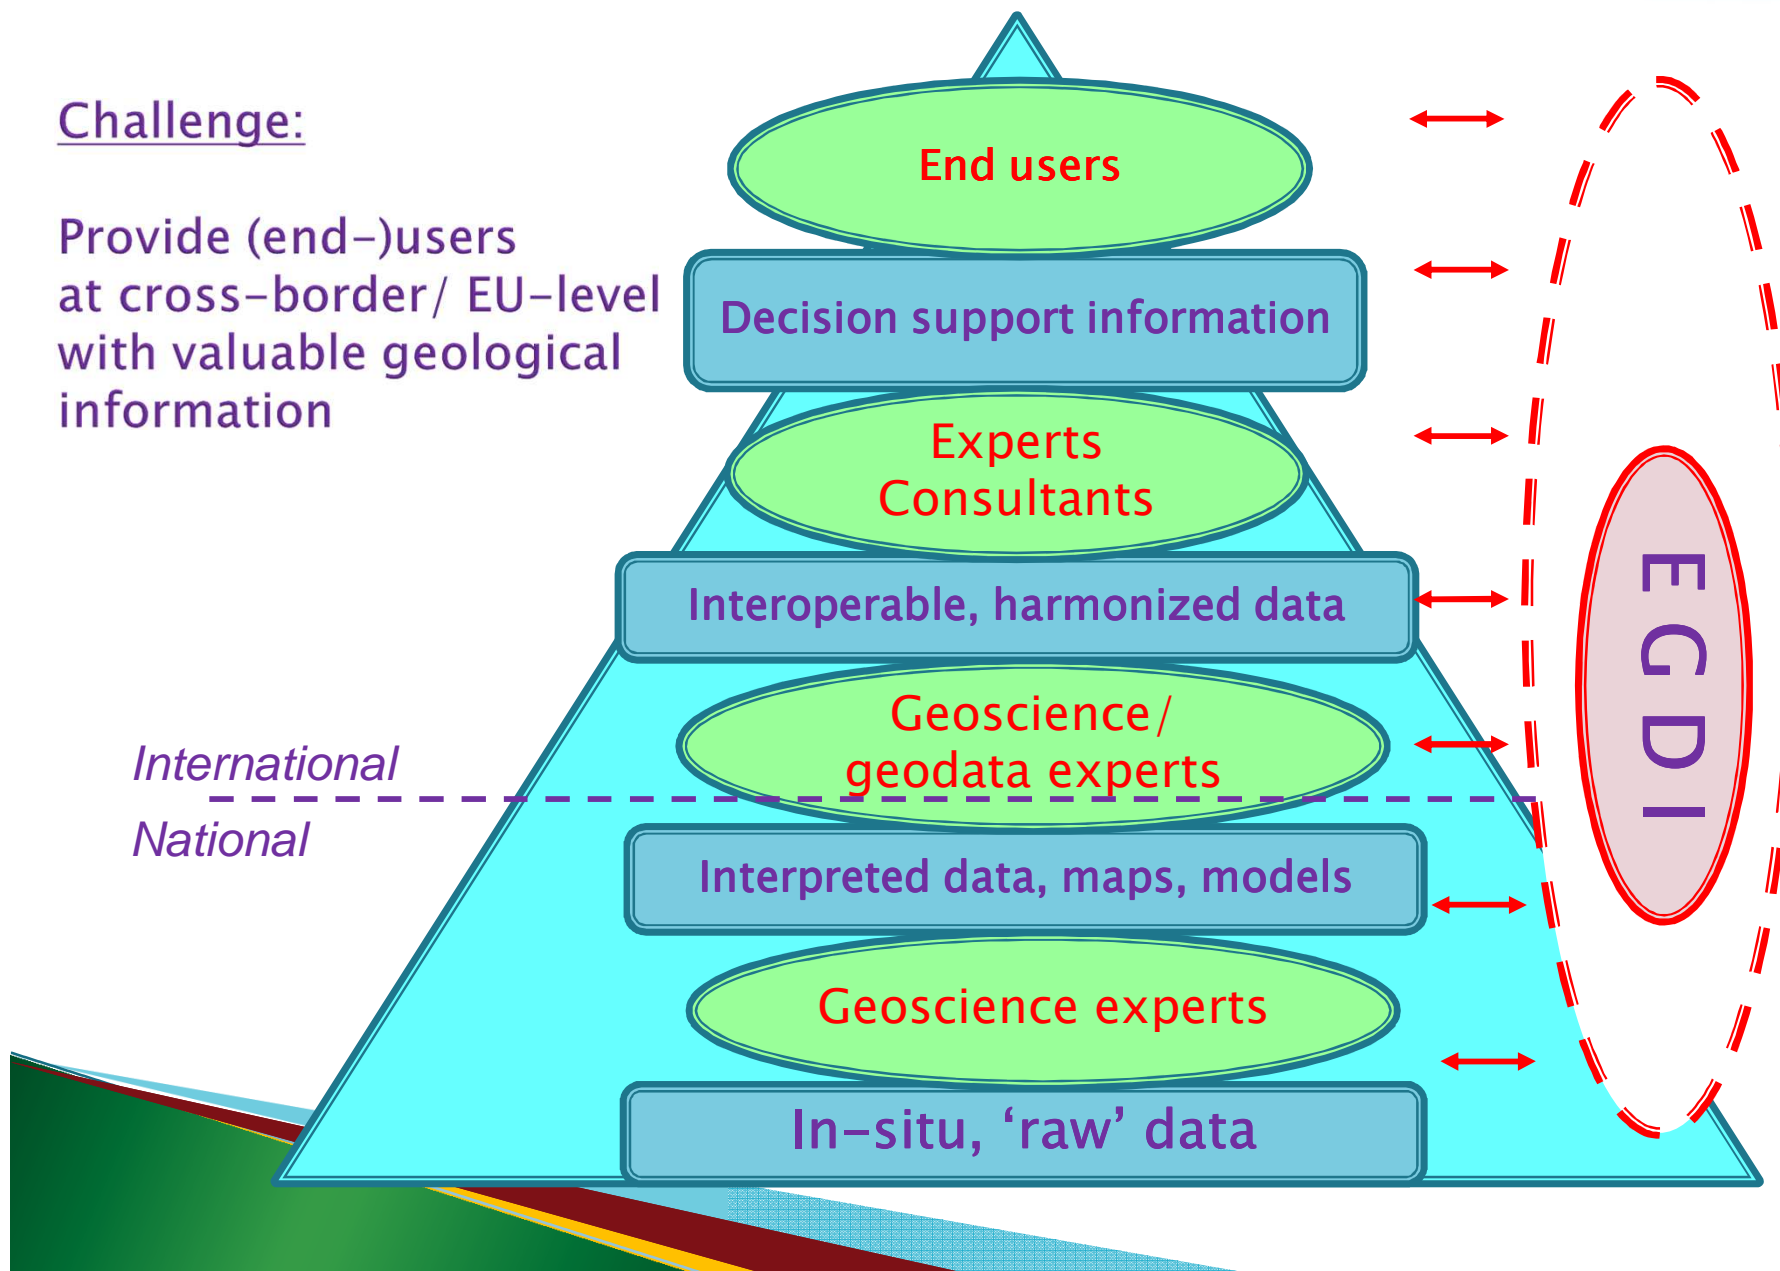 Challenge:
Provide (end-)users
at cross-border/ EU-level
with valuable geological
information
End users
Decision support information
Experts
Consultants
Interoperable, harmonized data
Geoscience/
geodata experts
International
National
Interpreted data, maps, models
Geoscience experts
In-situ, ‘raw’ data
EGDI